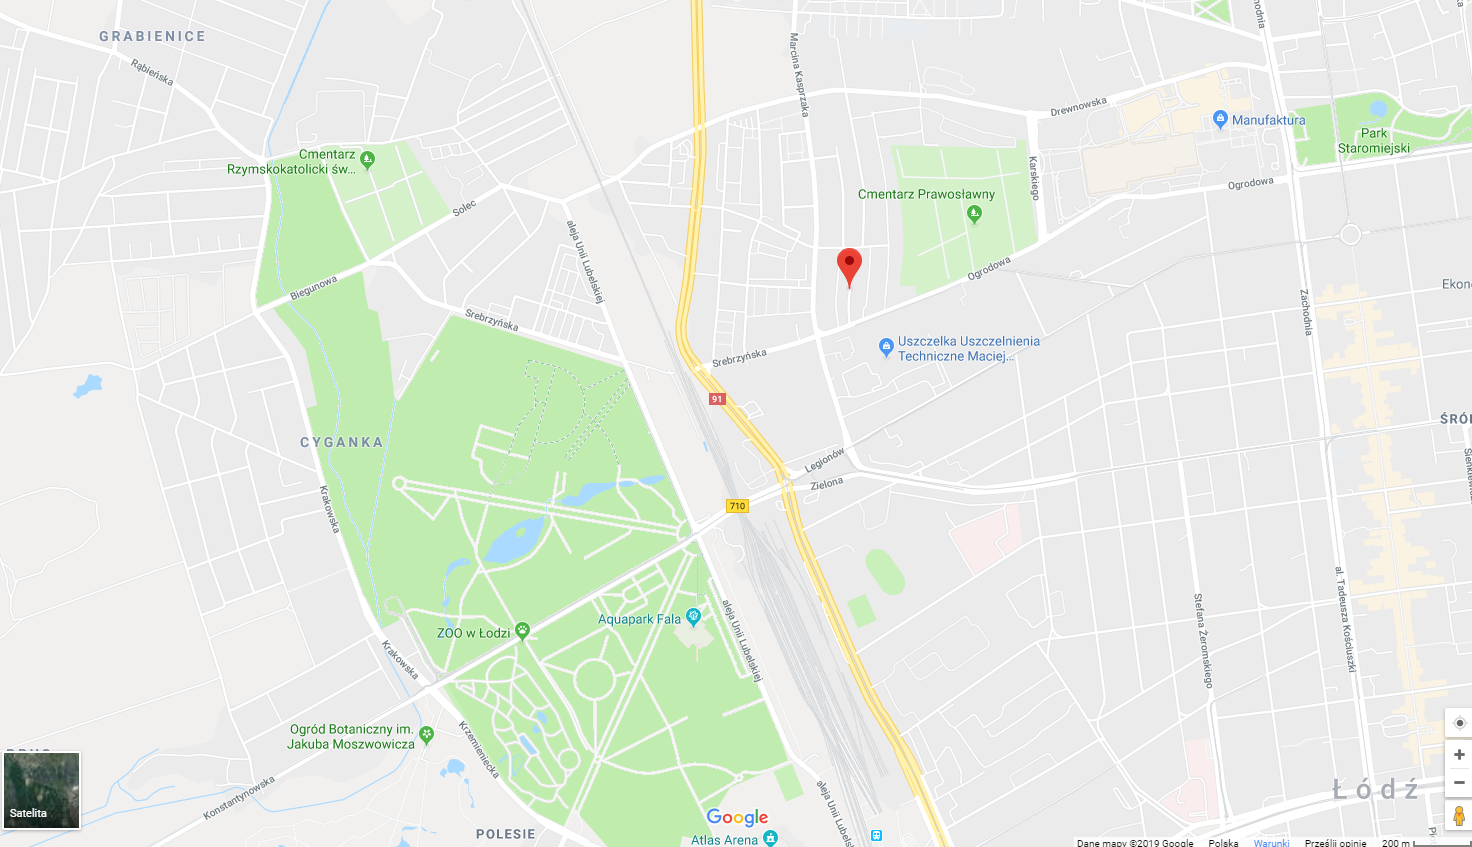 GRABIENICE
Rąbieńska
Marcina Kasprzaka
Drewnowska
Manufaktura
Park
Staromiejski
Cmentarz
Rzymskokatolicki św...
Karskiego
Ogrodowa
Cmentarz Prawosławny
Solec
aleja Unii Lubelskiej
Ogrodowa
Biegunowa
Zachodnia
Srebrzyńska
Uszczelka Uszczelnienia
Techniczne Maciej...
Srebrzyńska
91
CYGANKA
Legionów
Zielona
Krakowska
710
al. Tadeusza Kościuszki
Stefana Żeromskiego
Aquapark Fala
ZOO w Łodzi
aleja Unii Lubelskiej
Krakowska
Ogród Botaniczny im.
Jakuba Moszwowicza
Krzemieniecka
Konstantynowska
Satelita
Łódź
Google
POLESIE
Atlas Arena
aleja Unii Lubelskiej
Dane mapy ©2019 Google Polska Warunki Prześlij opinię 200 m